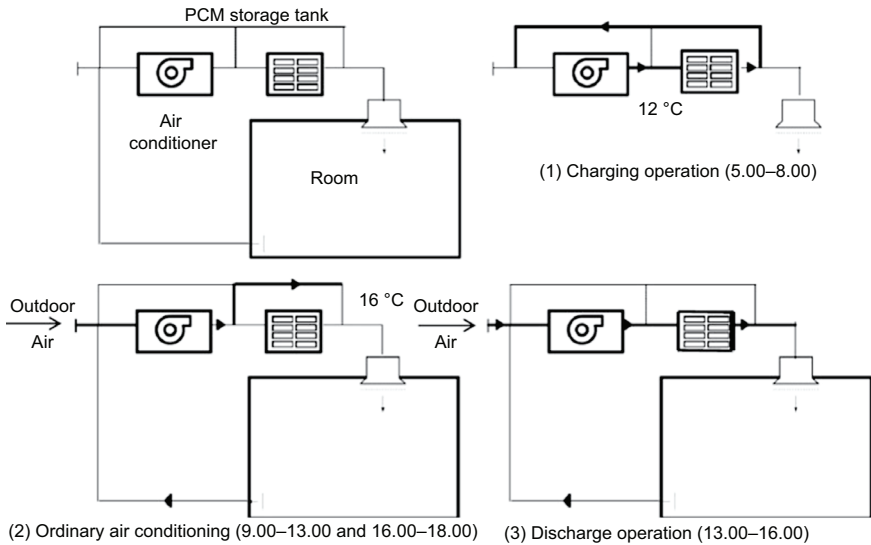 PCM storage tank
Air
conditioner
Room
12 °C
(1) Charging operation (5.00–8.00)
Outdoor
Air
16 °C
(2) Ordinary air conditioning (9.00–13.00 and 16.00–18.00)
Outdoor
Air
(3) Discharge operation (13.00–16.00)